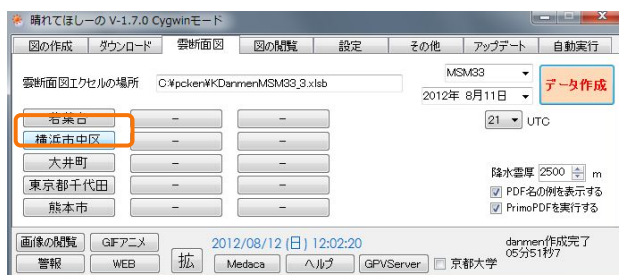 晴れてほしーの V-1.7.0 Cygwinモード
図の作成 ダウンロード 雲断面図 図の閲覧 設定 その他 アップデート 自動実行
雲断面図エクセルの場所 C:¥pcken¥KDanmenMSM33_3.xlsb MSM33 データ作成
2012年 8月11日
若葉台 － － 21 UTC
横浜市中区 － －
大井町 － － 降水雲厚 2500 m
東京都千代田 － － PDF名の例を表示する
熊本市 － － PrimoPDFを実行する
画像の閲覧 GIFアニメ 拡 2012/08/12 (日) 12:02:20 danmen作成完了
05分51秒7
警報 WEB Medaca ヘルプ GPVServer 京都大学